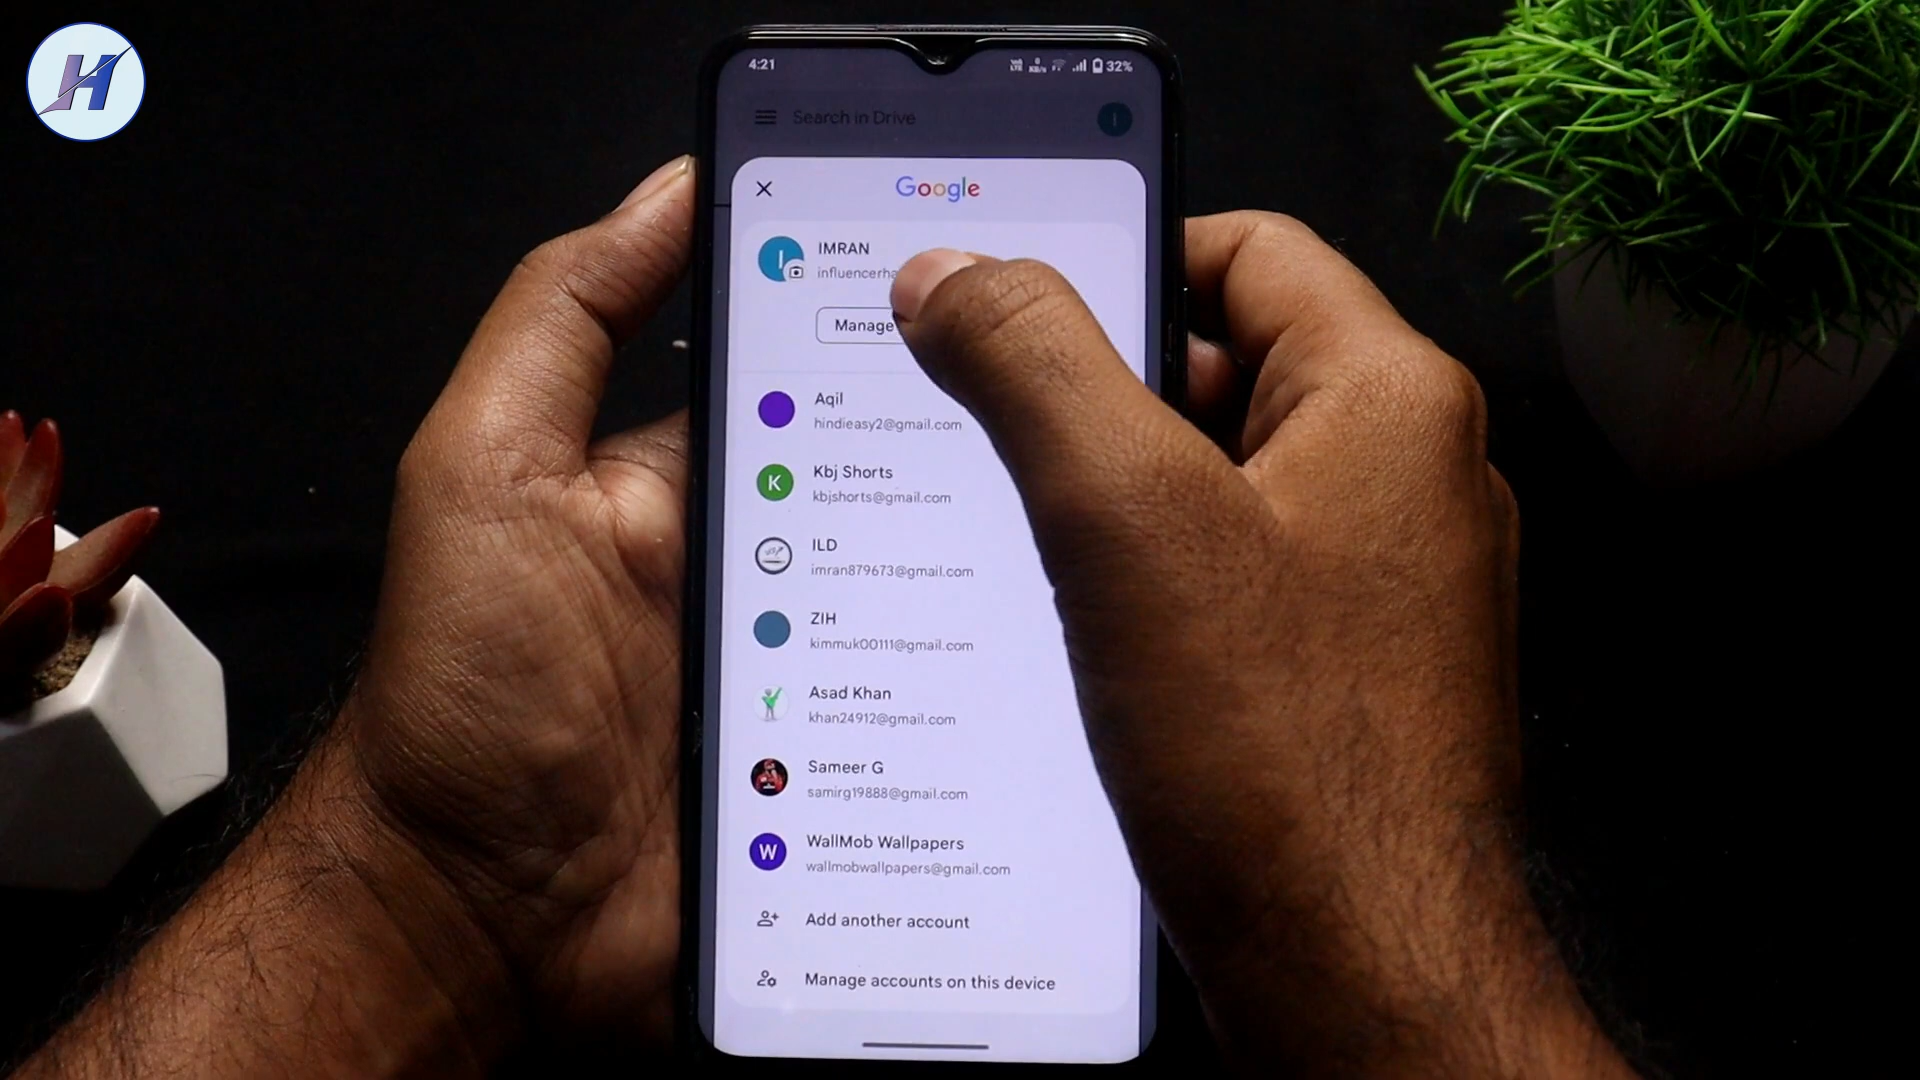 H
4:21
32%
Search in Drive
I
Google
I
IMRAN
Manage
Aqil
hindieasy2@gmail.com
K
Kbj Shorts
kbjshorts@gmail.com
ILD
imran879673@gmail.com
ZIH
kimmuk00111@gmail.com
Asad Khan
khan24912@gmail.com
Sameer G
samirg19888@gmail.com
W
WallMob Wallpapers
wallmobwallpapers@gmail.com
Add another account
Manage accounts on this device